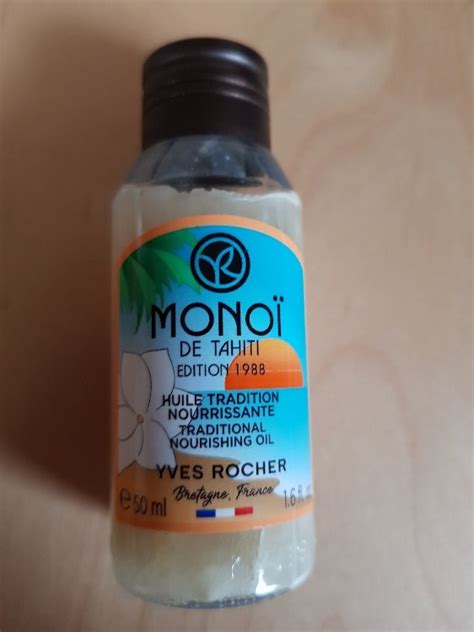 MONOÏ
DE TAHITI
EDITION 1988
HUILE TRADITION
NOURRISSANTE
TRADITIONAL
NOURISHING OIL
YVES ROCHER
Bretagne, France
℮50 ml
1.6 fl.